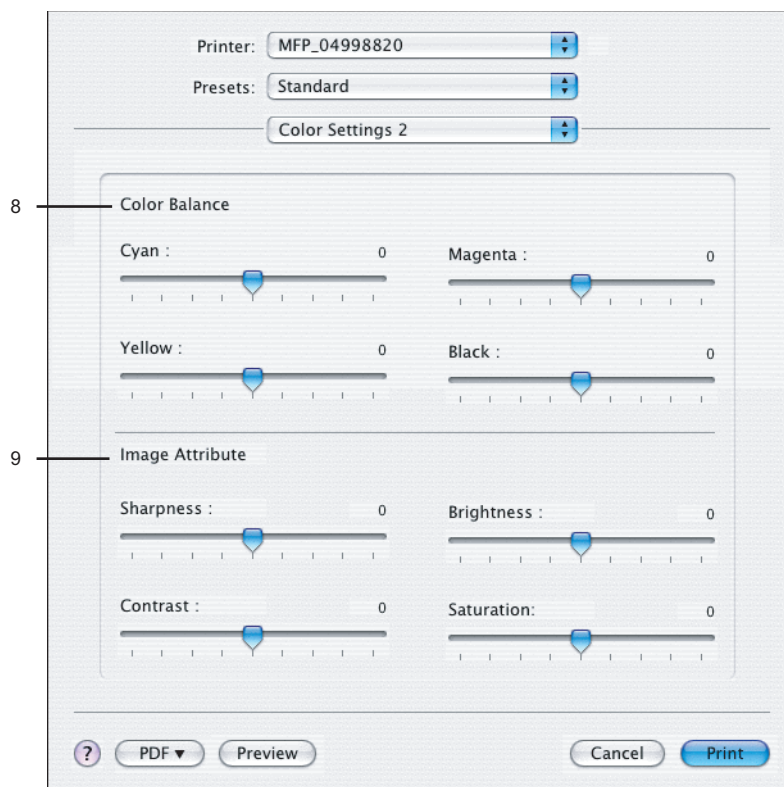 Printer: MFP_04998820
Presets: Standard
Color Settings 2
8 Color Balance
Cyan : 0 Magenta : 0
Yellow : 0 Black : 0
9 Image Attribute
Sharpness : 0 Brightness : 0
Contrast : 0 Saturation: 0
? PDF ▼ Preview Cancel Print